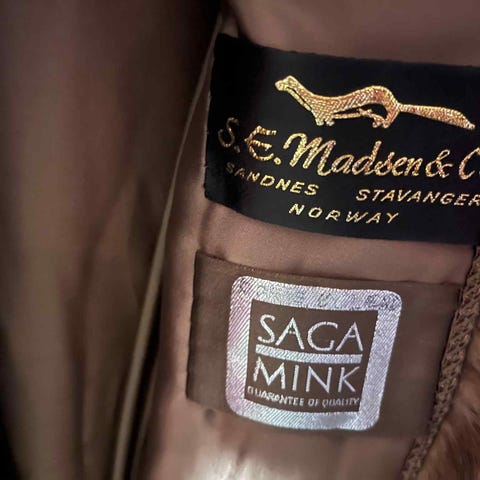 S.E. Madsen & C
SANDNES STAVANGER
NORWAY
SAGA
MINK
GUARANTEE OF QUALITY